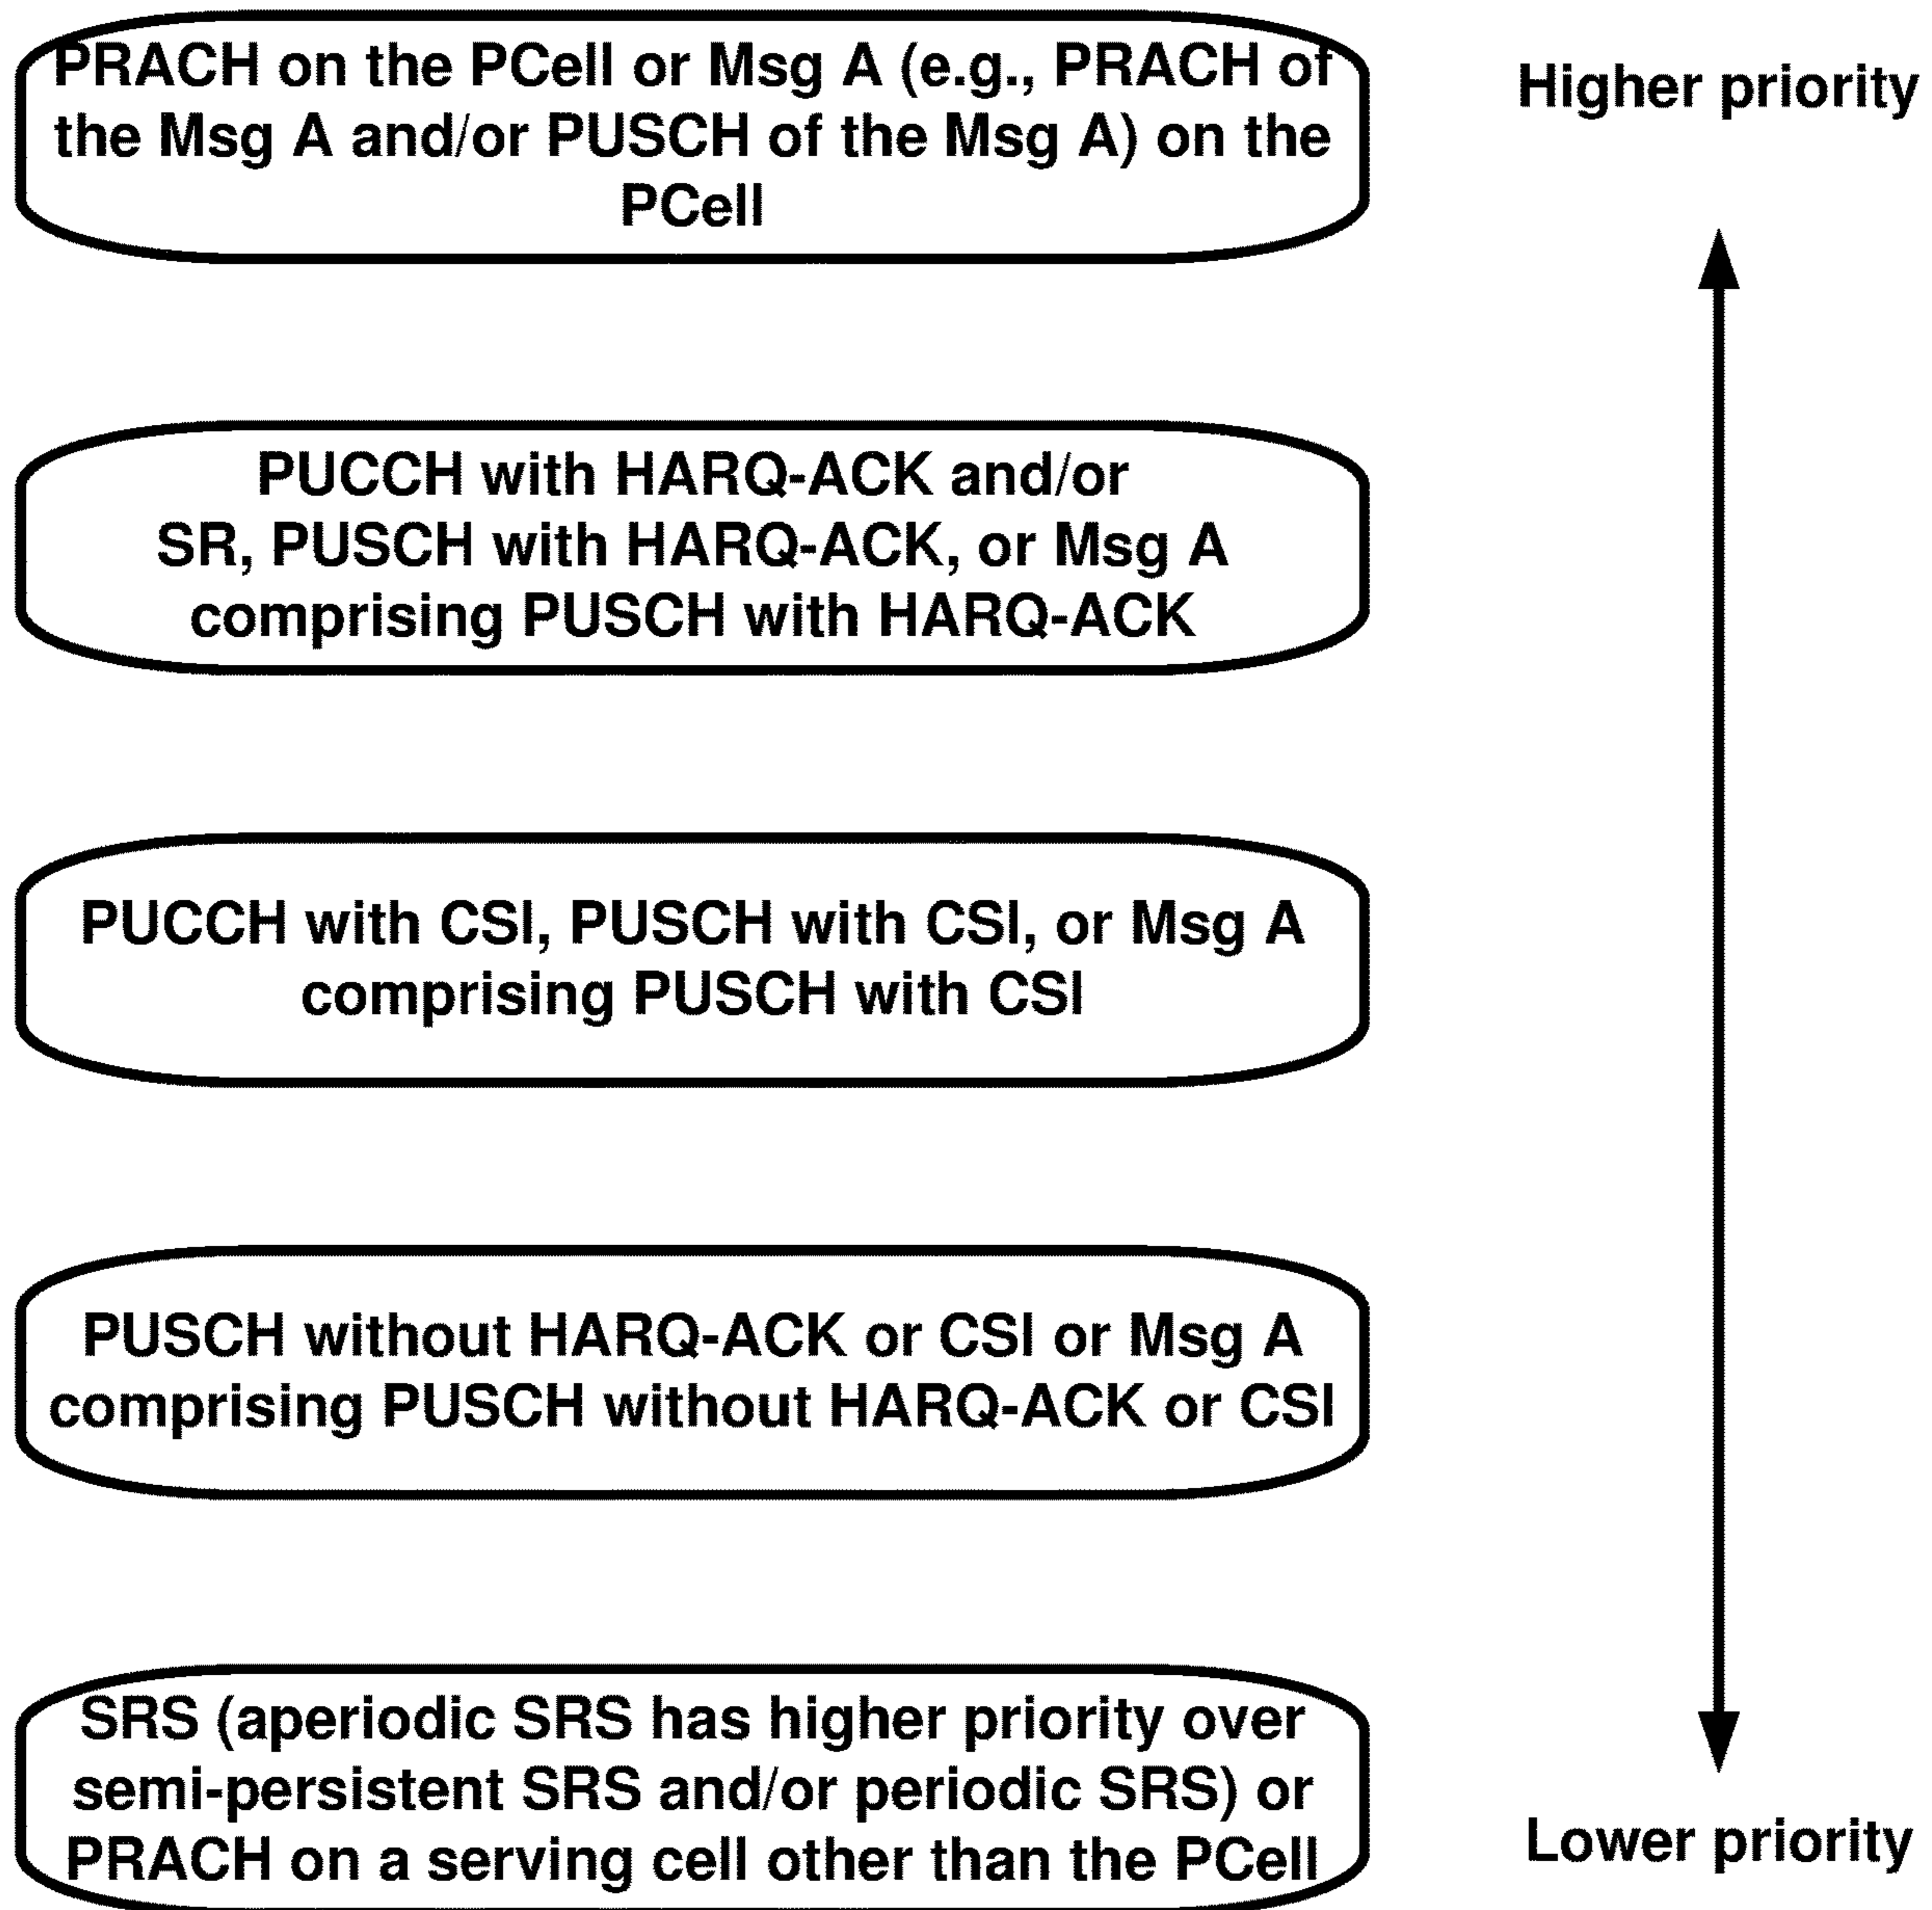 PRACH on the PCell or Msg A (e.g., PRACH of
the Msg A and/or PUSCH of the Msg A) on the
PCell
Higher priority
PUCCH with HARQ-ACK and/or
SR, PUSCH with HARQ-ACK, or Msg A
comprising PUSCH with HARQ-ACK
PUCCH with CSI, PUSCH with CSI, or Msg A
comprising PUSCH with CSI
PUSCH without HARQ-ACK or CSI or Msg A
comprising PUSCH without HARQ-ACK or CSI
SRS (aperiodic SRS has higher priority over
semi-persistent SRS and/or periodic SRS) or
PRACH on a serving cell other than the PCell
Lower priority